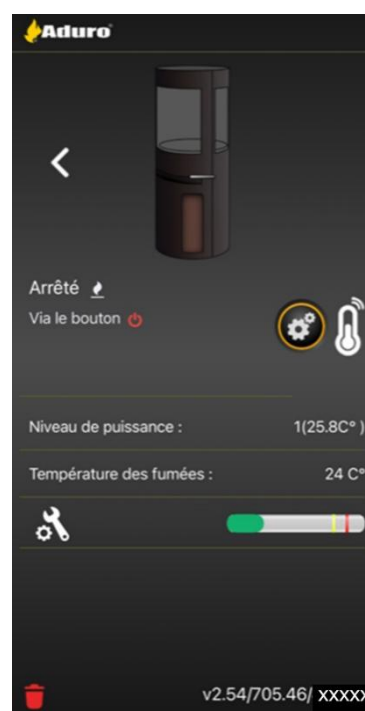 Aduro
Arrêté
Via le bouton
Niveau de puissance : 1(25.8C° )
Température des fumées : 24 C°
v2.54/705.46/ XXXXX